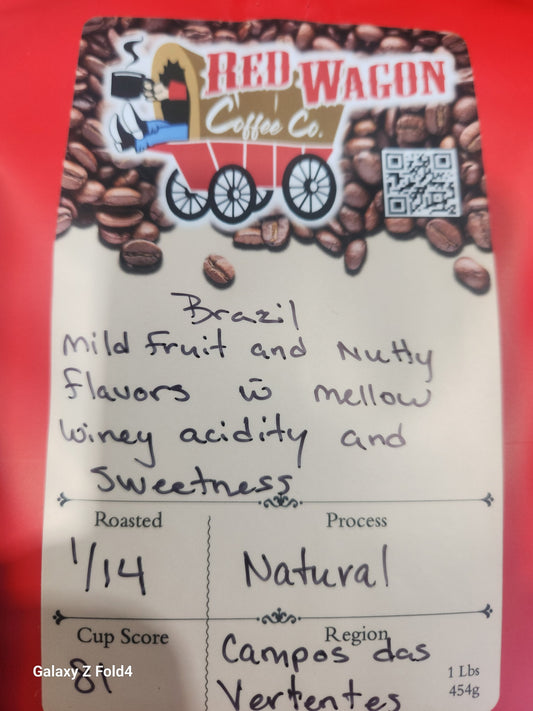 RED WAGON
Coffee Co.
Brazil
Mild Fruit and Nutty
Flavors w̄ mellow
Winey acidity and
Sweetness
Roasted
Process
1/14
Natural
Cup Score
Region
81
Campos das
Vertentes
1 Lbs
454g
Galaxy Z Fold4